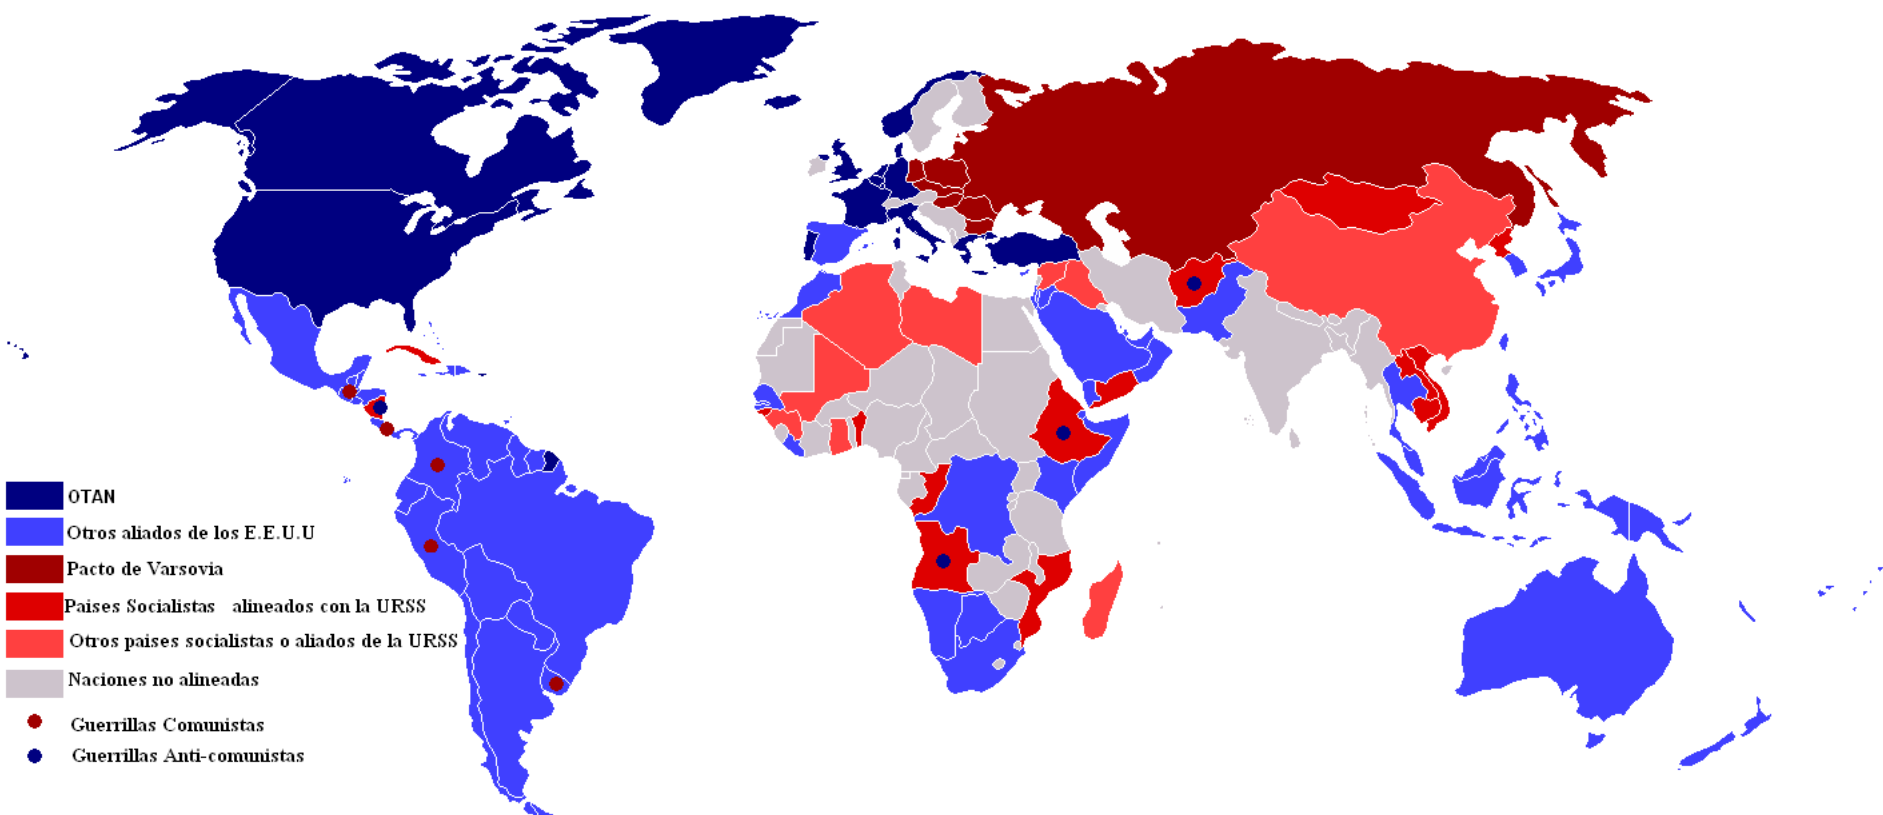 OTAN
Otros aliados de los E.E.U.U
Pacto de Varsovia
Paises Socialistas alineados con la URSS
Otros paises socialistas o aliados de la URSS
Naciones no alineadas
Guerrillas Comunistas
Guerrillas Anti-comunistas